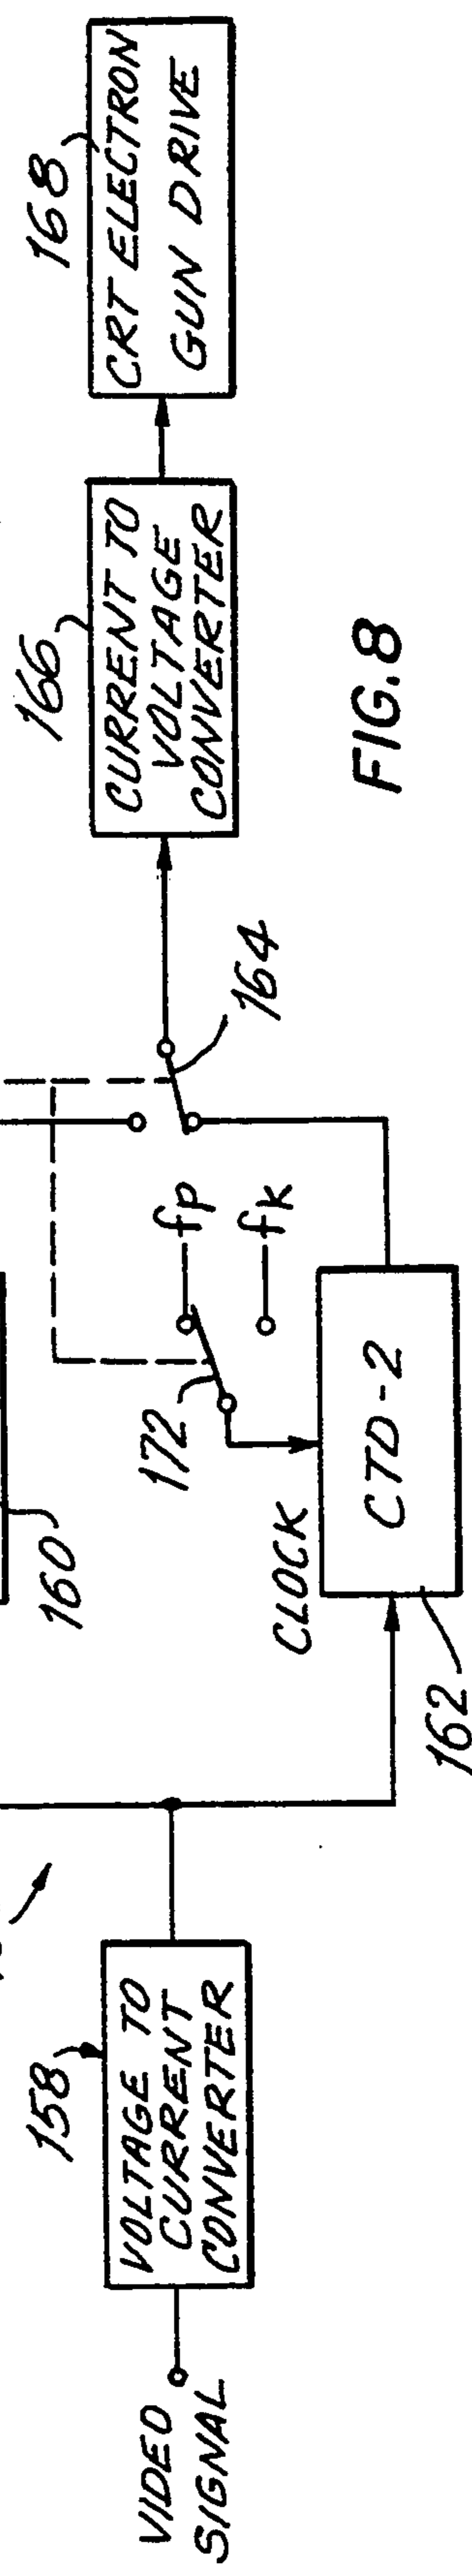 VIDEO
SIGNAL
158
VOLTAGE TO
CURRENT
CONVERTER
160
162
CLOCK
CTD-2
172
fp
fk
164
166
CURRENT TO
VOLTAGE
CONVERTER
168
CRT ELECTRON
GUN DRIVE
FIG.8